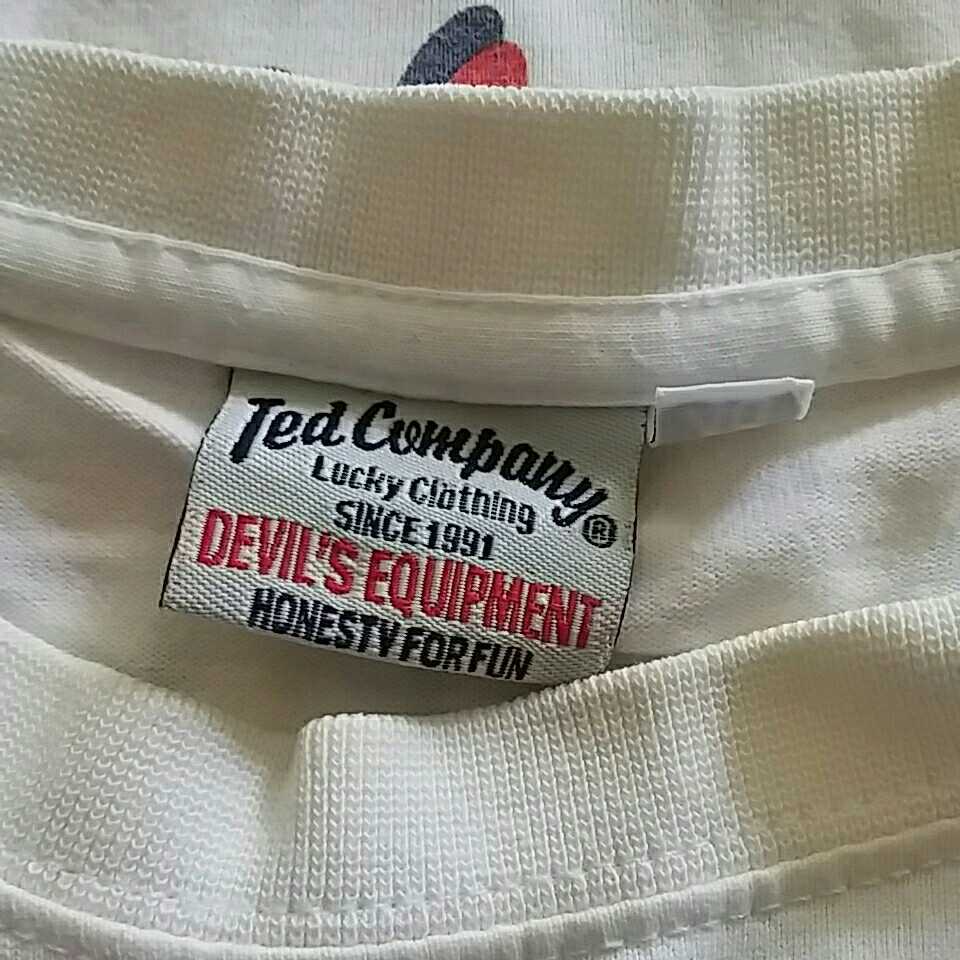 Ted Company®
Lucky Clothing
SINCE 1991
DEVIL'S EQUIPMENT
HONESTY FOR FUN